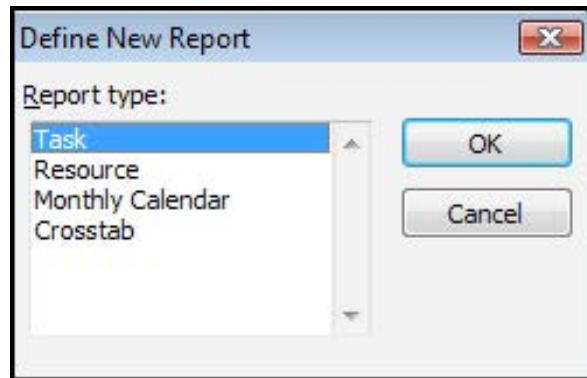 Define New Report
Report type:
Task
Resource
Monthly Calendar
Crosstab
OK
Cancel